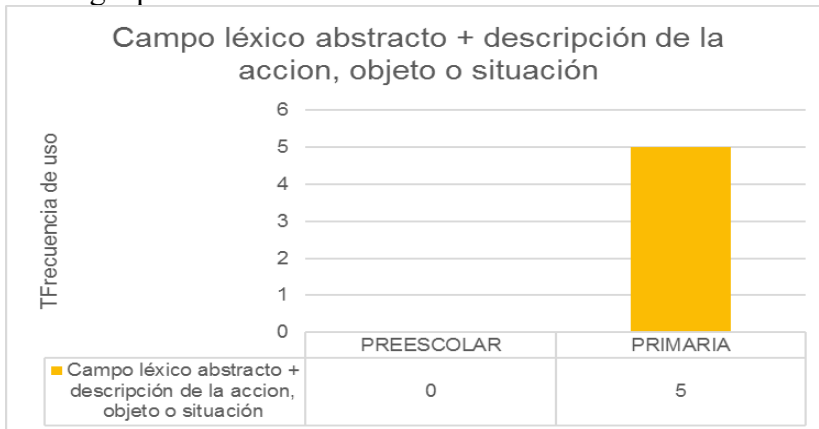 Campo léxico abstracto + descripción de la
accion, objeto o situación
TFrecuencia de uso
6
5
4
3
2
1
0
PREESCOLAR PRIMARIA
Campo léxico abstracto +
descripción de la accion,
objeto o situación
0 5